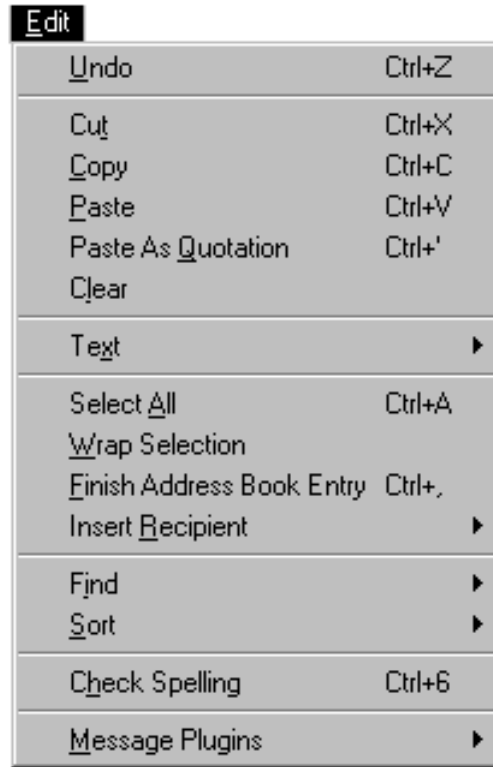 Edit
Undo Ctrl+Z
Cut Ctrl+X
Copy Ctrl+C
Paste Ctrl+V
Paste As Quotation Ctrl+'
Clear
Text
Select All Ctrl+A
Wrap Selection
Finish Address Book Entry Ctrl+,
Insert Recipient
Find
Sort
Check Spelling Ctrl+6
Message Plugins